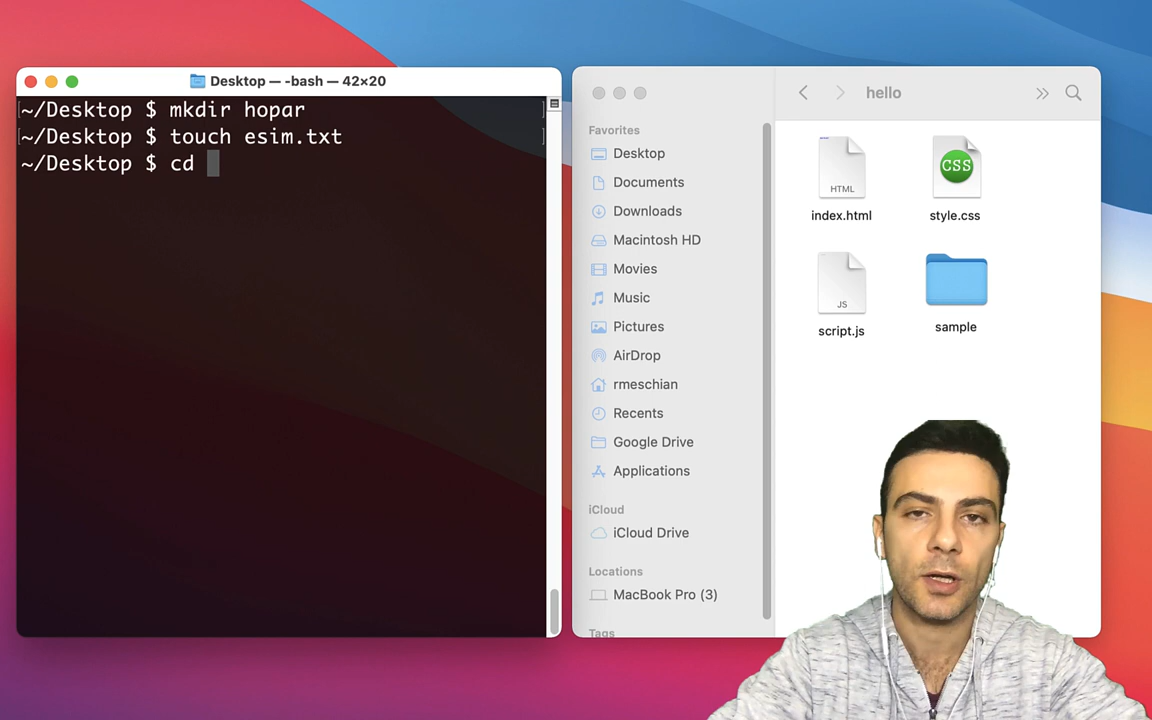 Desktop — -bash — 42×20
~/Desktop $ mkdir hopar
~/Desktop $ touch esim.txt
~/Desktop $ cd
hello
Favorites
Desktop
Documents
Downloads
Macintosh HD
Movies
Music
Pictures
AirDrop
rmeschian
Recents
Google Drive
Applications
iCloud
iCloud Drive
Locations
MacBook Pro (3)
Tags
HTML
index.html
CSS
style.css
JS
script.js
sample